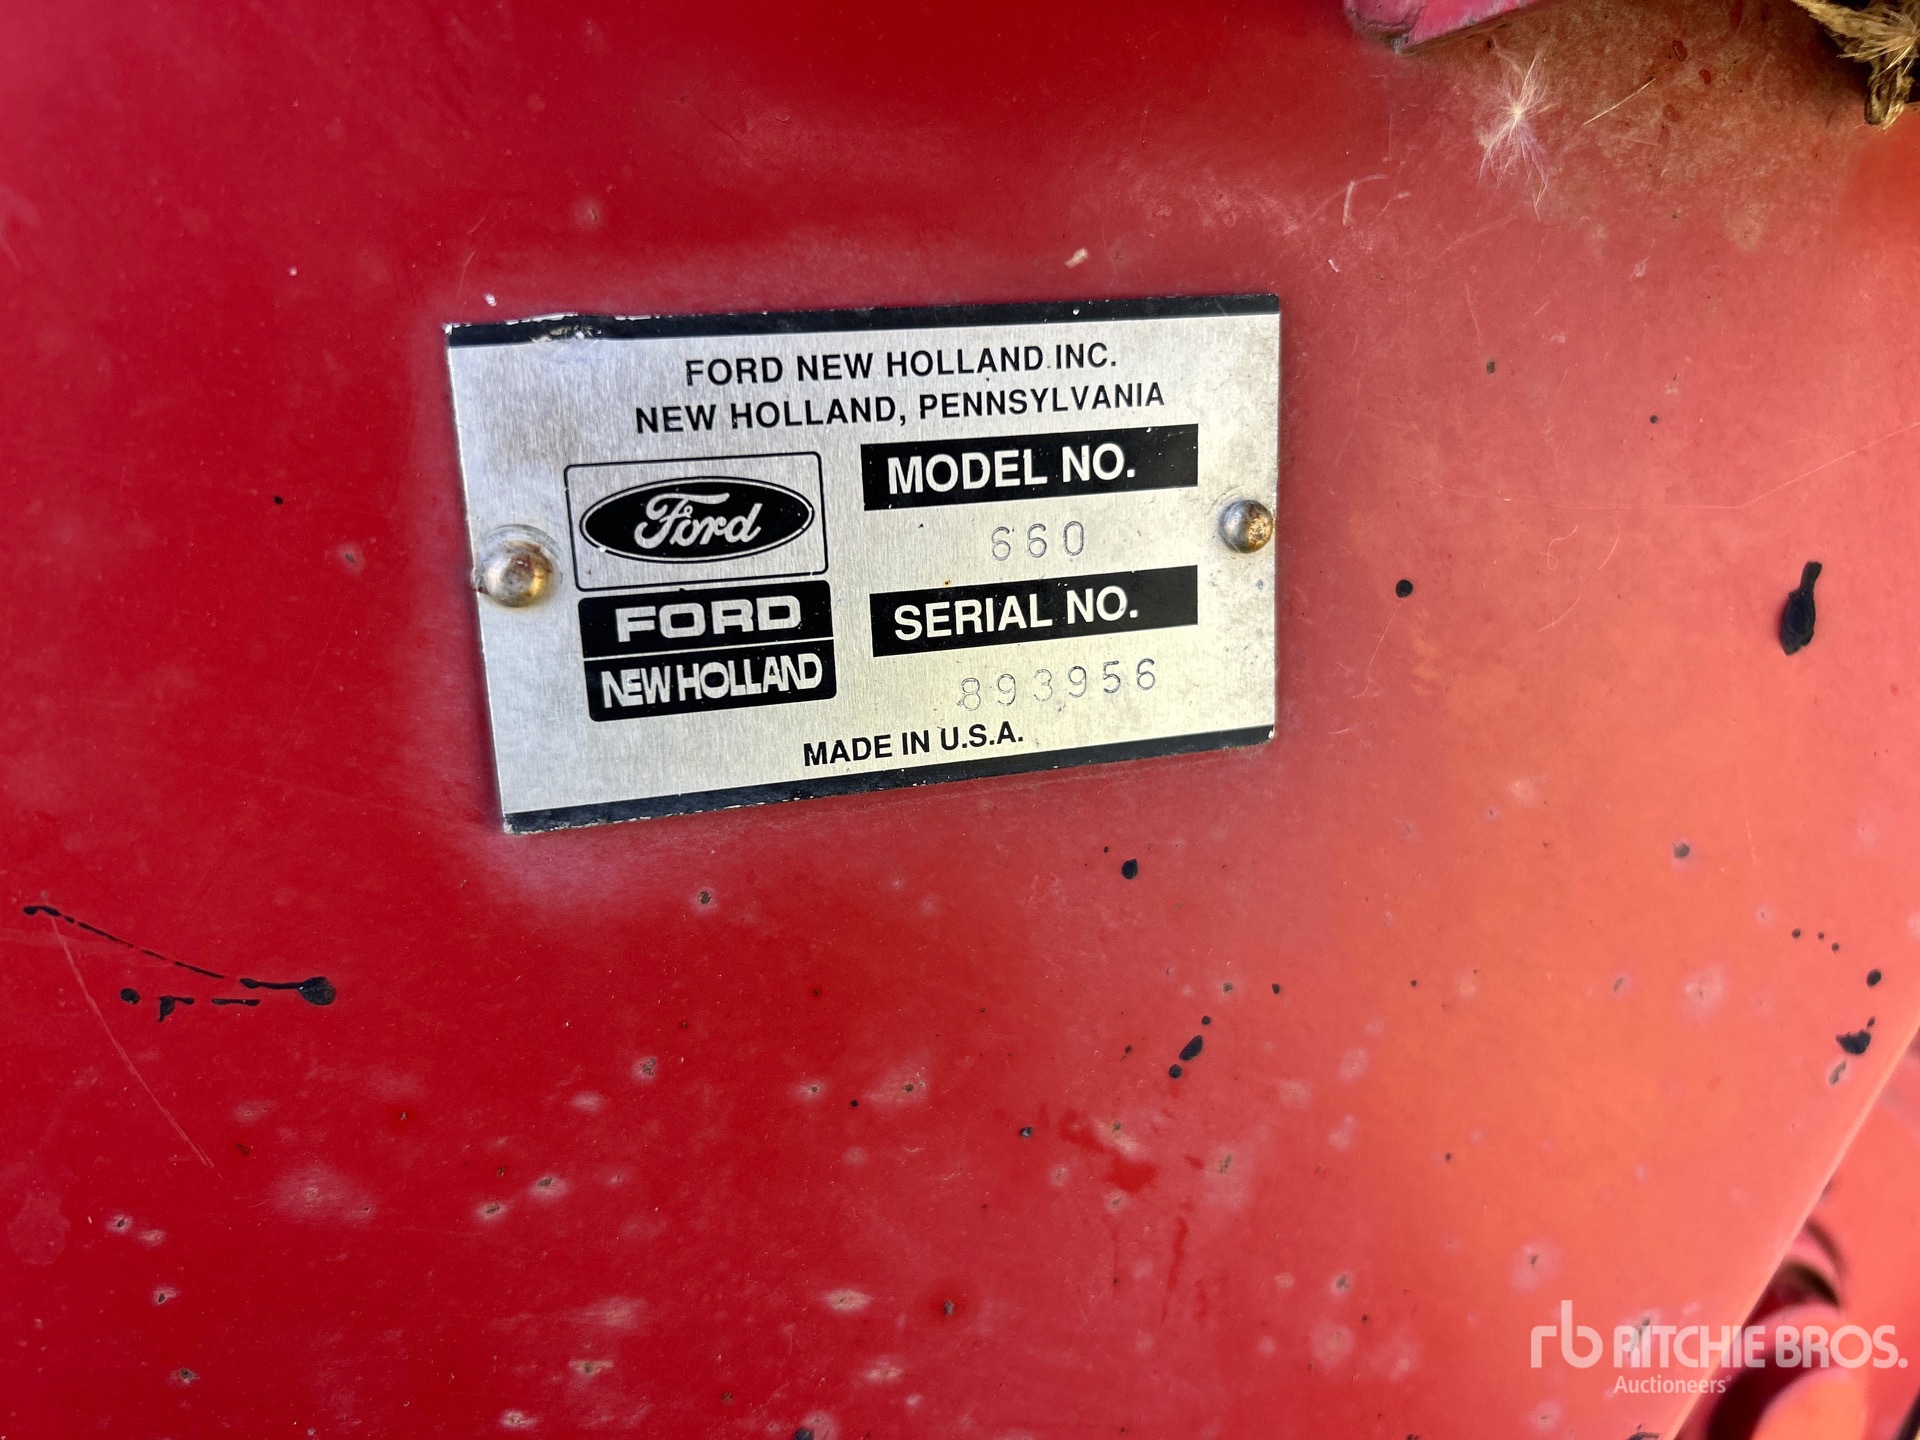 FORD NEW HOLLAND INC.
NEW HOLLAND, PENNSYLVANIA
Ford
FORD
NEW HOLLAND
MODEL NO.
660
SERIAL NO.
893956
MADE IN U.S.A.
rb RITCHIE BROS.
Auctioneers